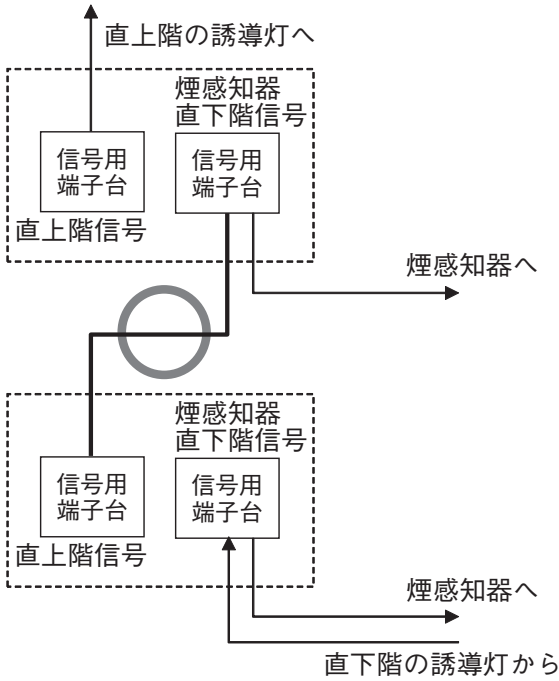 直上階の誘導灯へ
煙感知器
直下階信号
信号用
端子台
信号用
端子台
直上階信号
煙感知器へ
煙感知器
直下階信号
信号用
端子台
信号用
端子台
直上階信号
煙感知器へ
直下階の誘導灯から